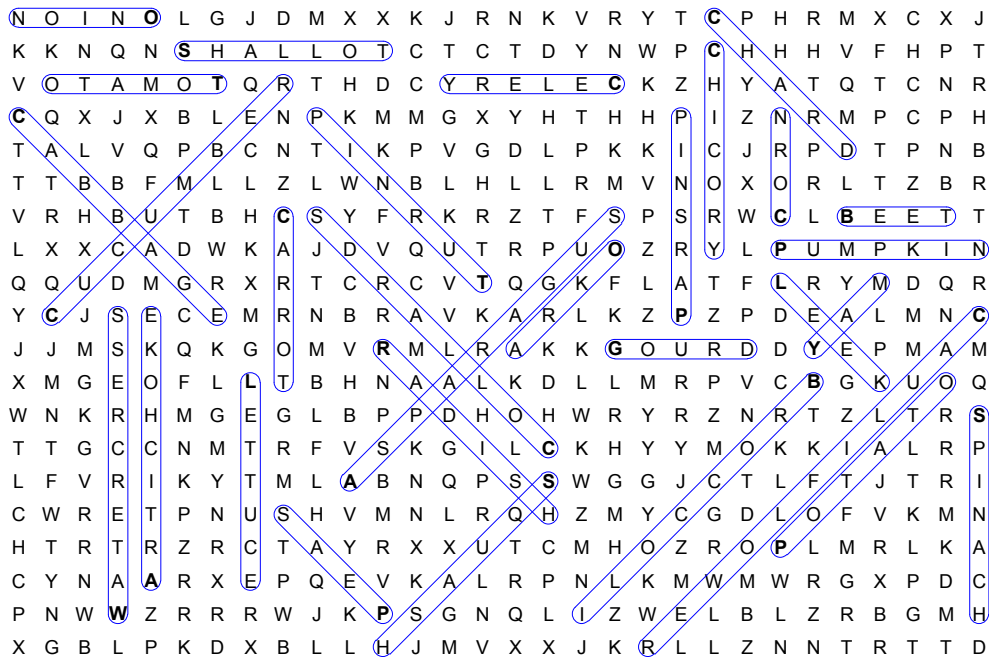 N O I N O L G J D M X X K J R N K V R Y T C P H R M X C X J
K K N Q N S H A L L O T C T C T D Y N W P C H H H V F H P T
V O T A M O T Q R T H D C Y R E L E C K Z H Y A T Q T C N R
C Q X J X B L E N P K M M G X Y H T H H P I Z N R M P C P H
T A L V Q P B C N T I K P V G D L P K K I C J R P D T P N B
T T B B F M L L Z L W N B L H L L R M V N O X O R L T Z B R
V R H B U T B H C S Y F R K R Z T F S P S R W C L B E E T T
L X X C A D W K A J D V Q U T R P U O Z R Y L P U M P K I N
Q Q U D M G R X R T C R C V T Q G K F L A T F L R Y M D Q R
Y C J S E C E M R N B R A V K A R L K Z P Z P D E A L M N C
J J M S K Q K G O M V R M L R A K K G O U R D D Y E P M A M
X M G E O F L L T B H N A A L K D L L M R P V C B G K U O Q
W N K R H M G E G L B P P D H O H W R Y R Z N R T Z L T R S
T T G C C N M T R F V S K G I L C K H Y Y M O K K I A L R P
L F V R I K Y T M L A B N Q P S S W G G J C T L F T J T R I
C W R E T P N U S H V M N L R Q H Z M Y C G D L O F V K M N
H T R T R Z R C T A Y R X X U T C M H O Z R O P L M R L K A
C Y N A A R X E P Q E V K A L R P N L K M W M W R G X P D C
P N W W Z R R R W J K P S G N Q L I Z W E L B L Z R B G M H
X G B L P K D X B L L H J M V X X J K R L L Z N N T R T T D